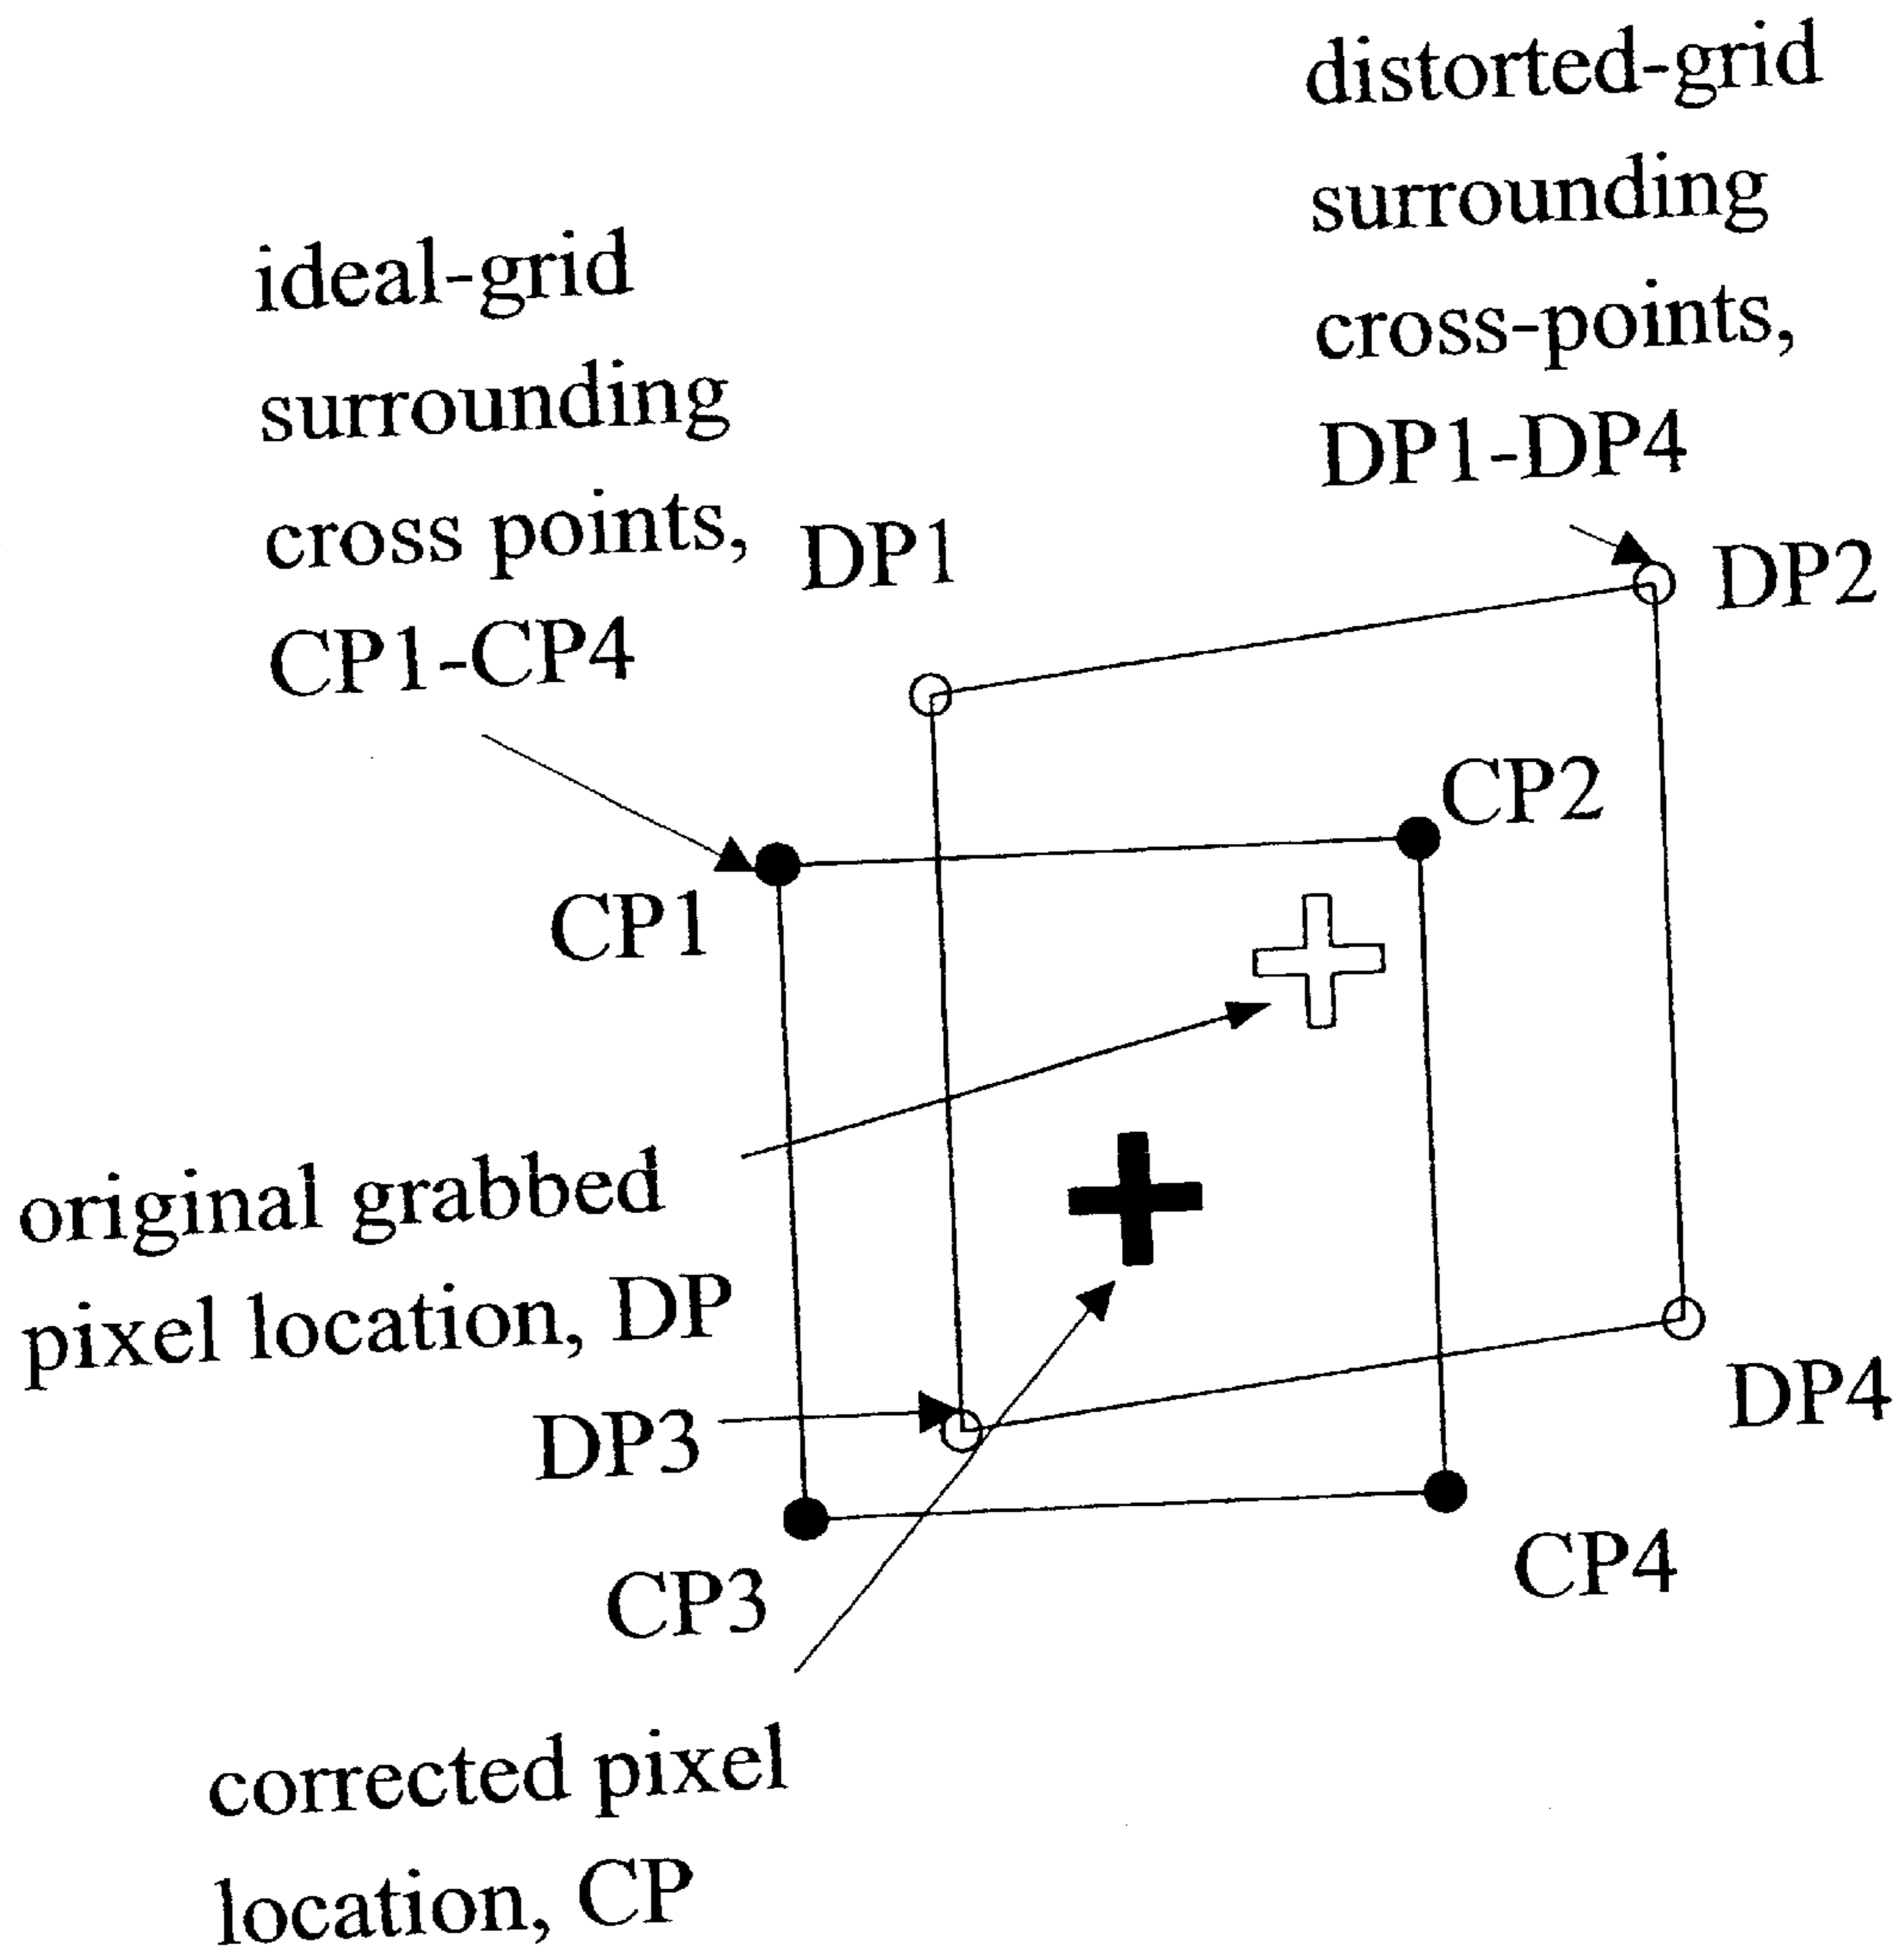 distorted-grid
surrounding
cross-points,
DP1-DP4
ideal-grid
surrounding
cross points,
CP1-CP4
DP1
DP2
CP2
CP1
original grabbed
pixel location, DP
DP3
DP4
CP3
CP4
corrected pixel
location, CP